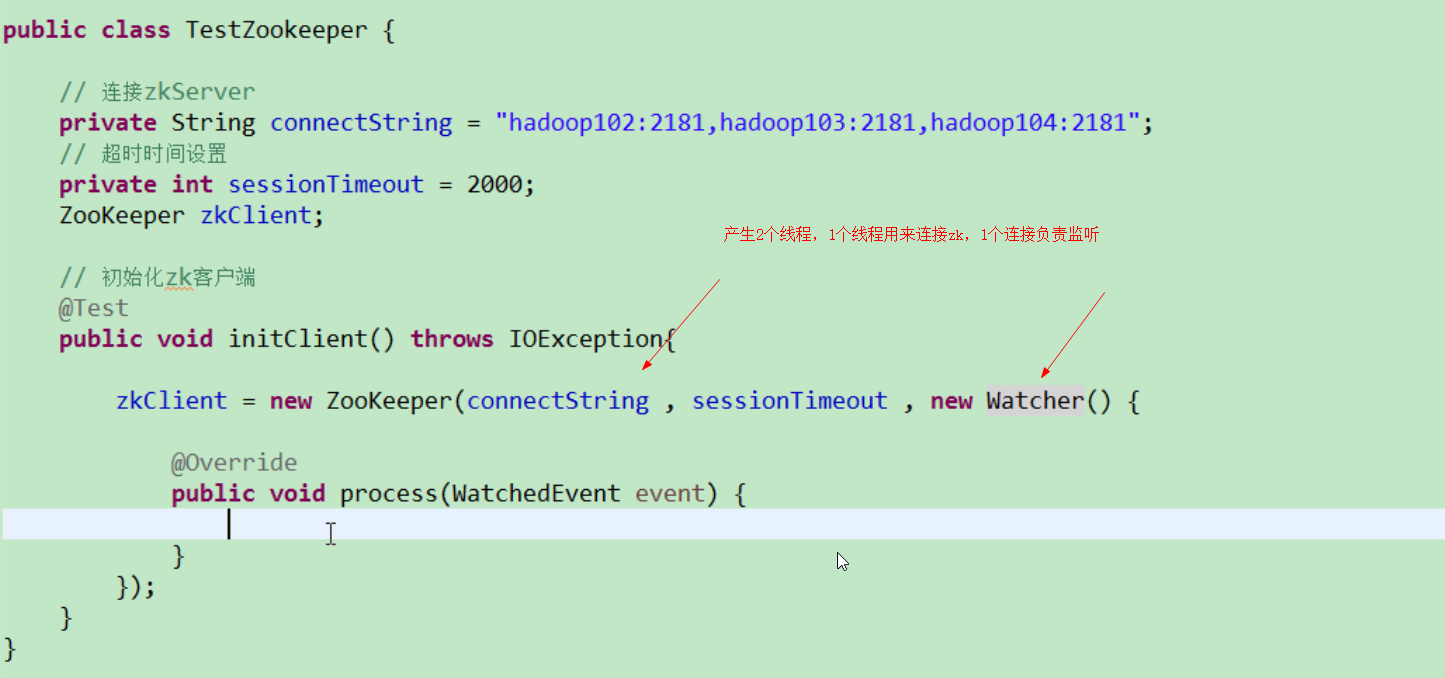 public class TestZookeeper {
// 连接zkServer
private String connectString = "hadoop102:2181,hadoop103:2181,hadoop104:2181";
// 超时时间设置
private int sessionTimeout = 2000;
ZooKeeper zkClient;
产生2个线程，1个线程用来连接zk，1个连接负责监听
// 初始化zk客户端
@Test
public void initClient() throws IOException{
zkClient = new ZooKeeper(connectString , sessionTimeout , new Watcher() {
@Override
public void process(WatchedEvent event) {
}
});
}
}